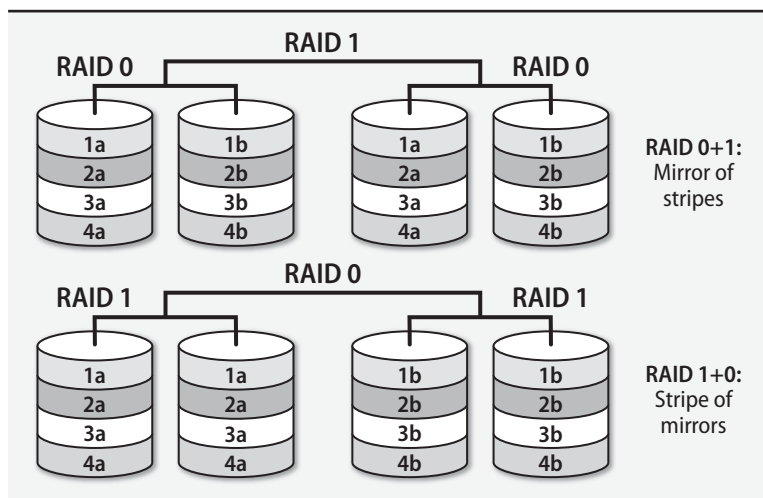 RAID 1
RAID 0 RAID 0
1a 1b 1a 1b
2a 2b 2a 2b
3a 3b 3a 3b
4a 4b 4a 4b
RAID 0+1:
Mirror of
stripes
RAID 0
RAID 1 RAID 1
1a 1a 1b 1b
2a 2a 2b 2b
3a 3a 3b 3b
4a 4a 4b 4b
RAID 1+0:
Stripe of
mirrors